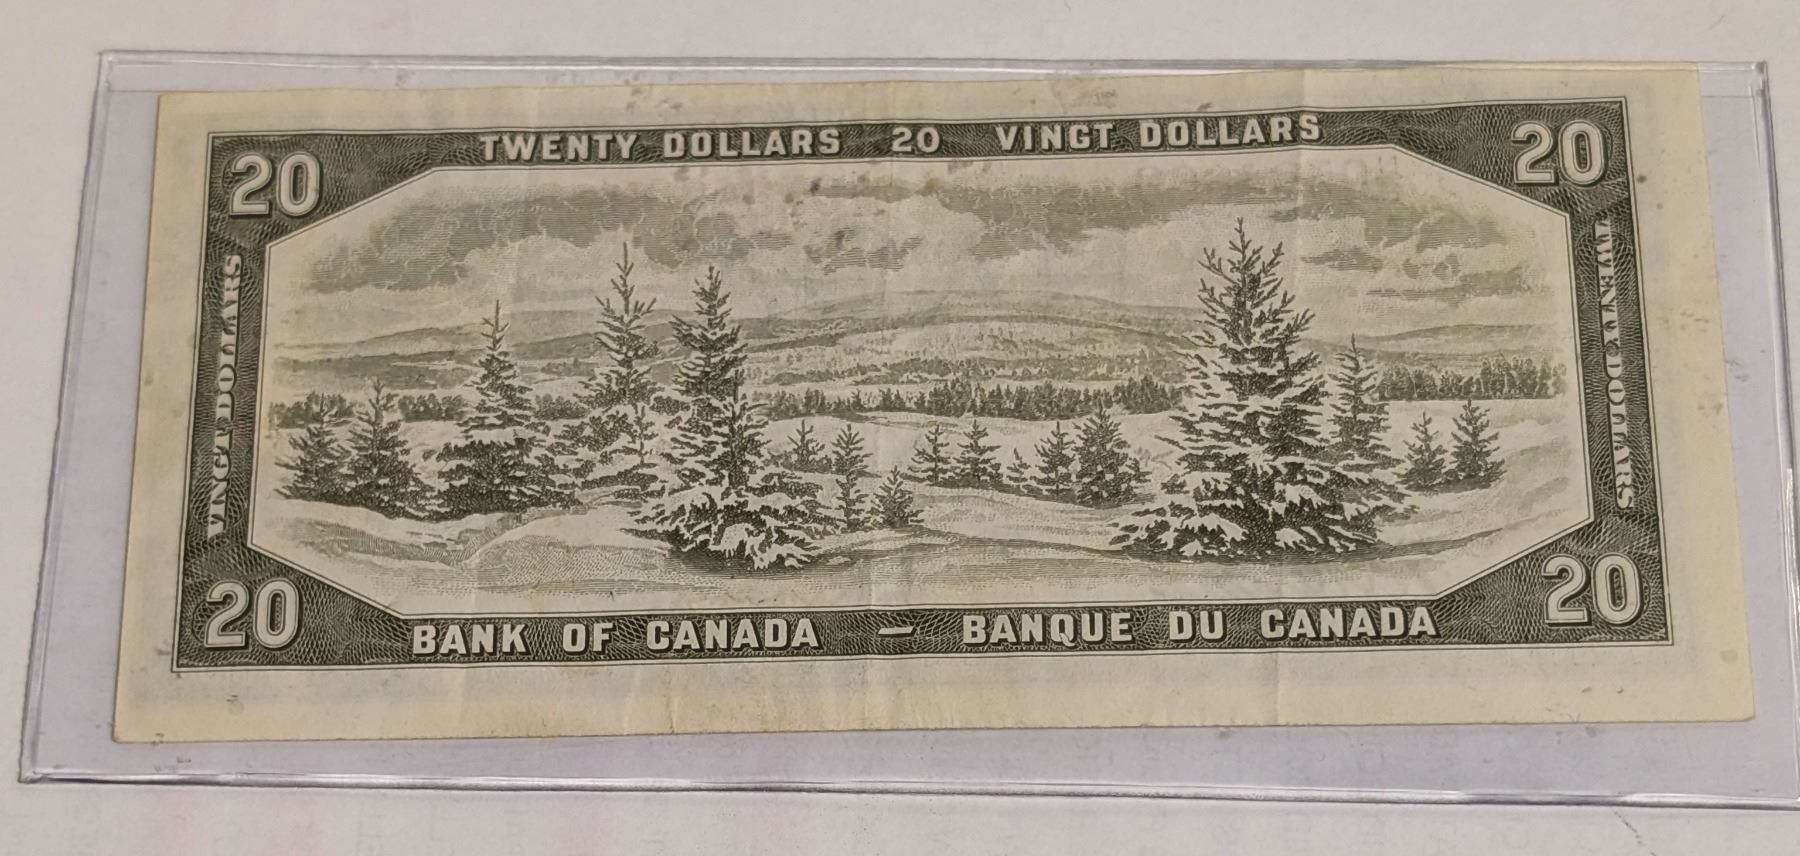 TWENTY DOLLARS 20 VINGT DOLLARS
20
20
VINGT DOLLARS
TWENTY DOLLARS
20
20
BANK OF CANADA — BANQUE DU CANADA